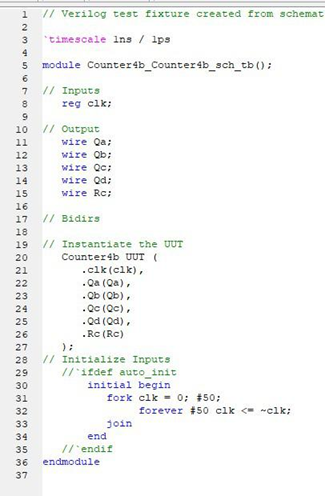 1 // Verilog test fixture created from schemat
2
3 `timescale 1ns / 1ps
4
5 module Counter4b_Counter4b_sch_tb();
6
7 // Inputs
8 reg clk;
9
10 // Output
11 wire Qa;
12 wire Qb;
13 wire Qc;
14 wire Qd;
15 wire Rc;
16
17 // Bidirs
18
19 // Instantiate the UUT
20 Counter4b UUT (
21 .clk(clk),
22 .Qa(Qa),
23 .Qb(Qb),
24 .Qc(Qc),
25 .Qd(Qd),
26 .Rc(Rc)
27 );
28 // Initialize Inputs
29 //`ifdef auto_init
30 initial begin
31 fork clk = 0; #50;
32 forever #50 clk <= ~clk;
33 join
34 end
35 //`endif
36 endmodule
37